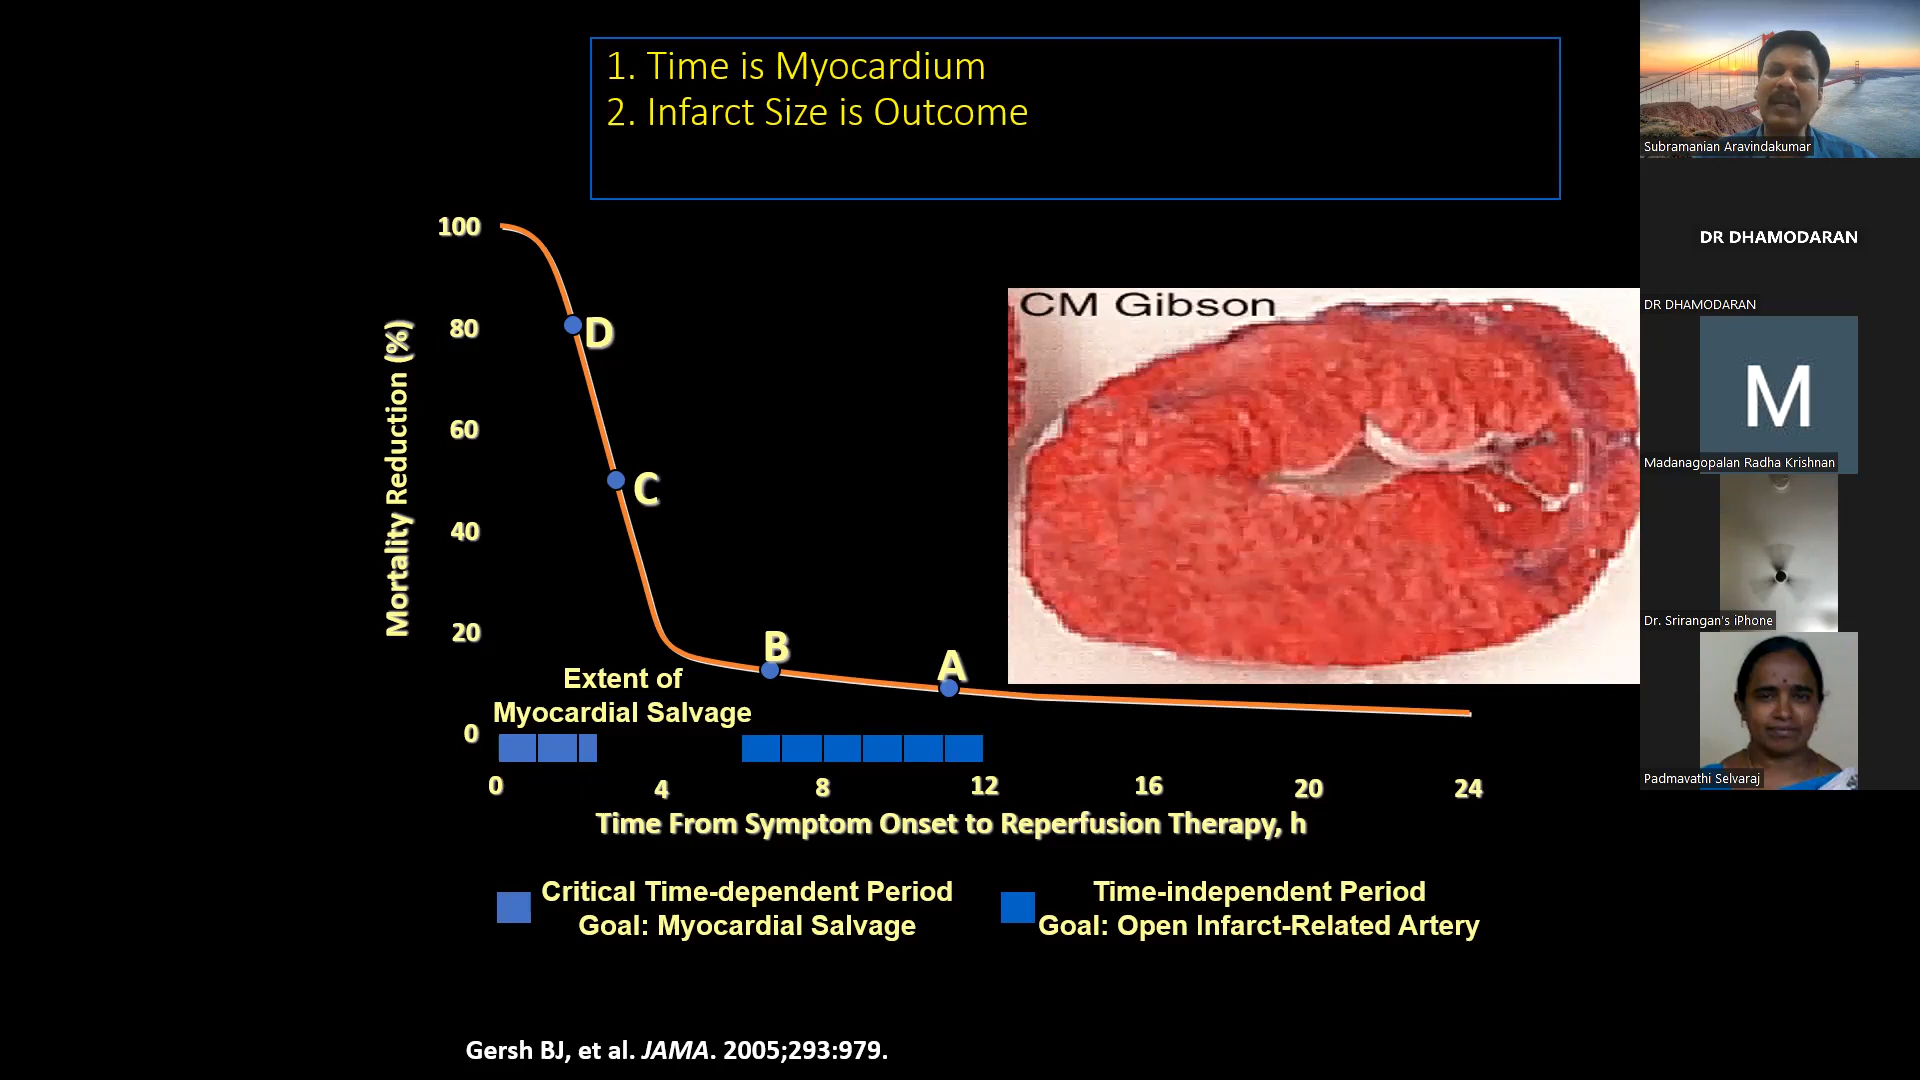 1. Time is Myocardium
2. Infarct Size is Outcome
100
80
60
40
20
0
Mortality Reduction (%)
D
C
B
A
Extent of
Myocardial Salvage
0
4
8
12
16
20
24
Time From Symptom Onset to Reperfusion Therapy, h
Critical Time-dependent Period
Goal: Myocardial Salvage
Time-independent Period
Goal: Open Infarct-Related Artery
Gersh BJ, et al. JAMA. 2005;293:979.
CM Gibson
Subramanian Aravindakumar
DR DHAMODARAN
DR DHAMODARAN
M
Madanagopalan Radha Krishnan
Dr. Srirangan's iPhone
Padmavathi Selvaraj